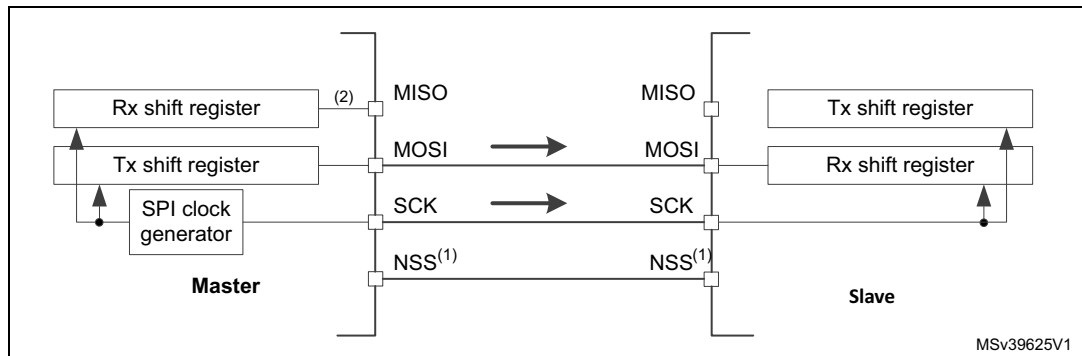 MISO
MISO
Rx shift register
(2)
Tx shift register
MOSI
MOSI
Tx shift register
Rx shift register
SPI clock
generator
SCK
SCK
NSS(1)
NSS(1)
Master
Slave
MSv39625V1